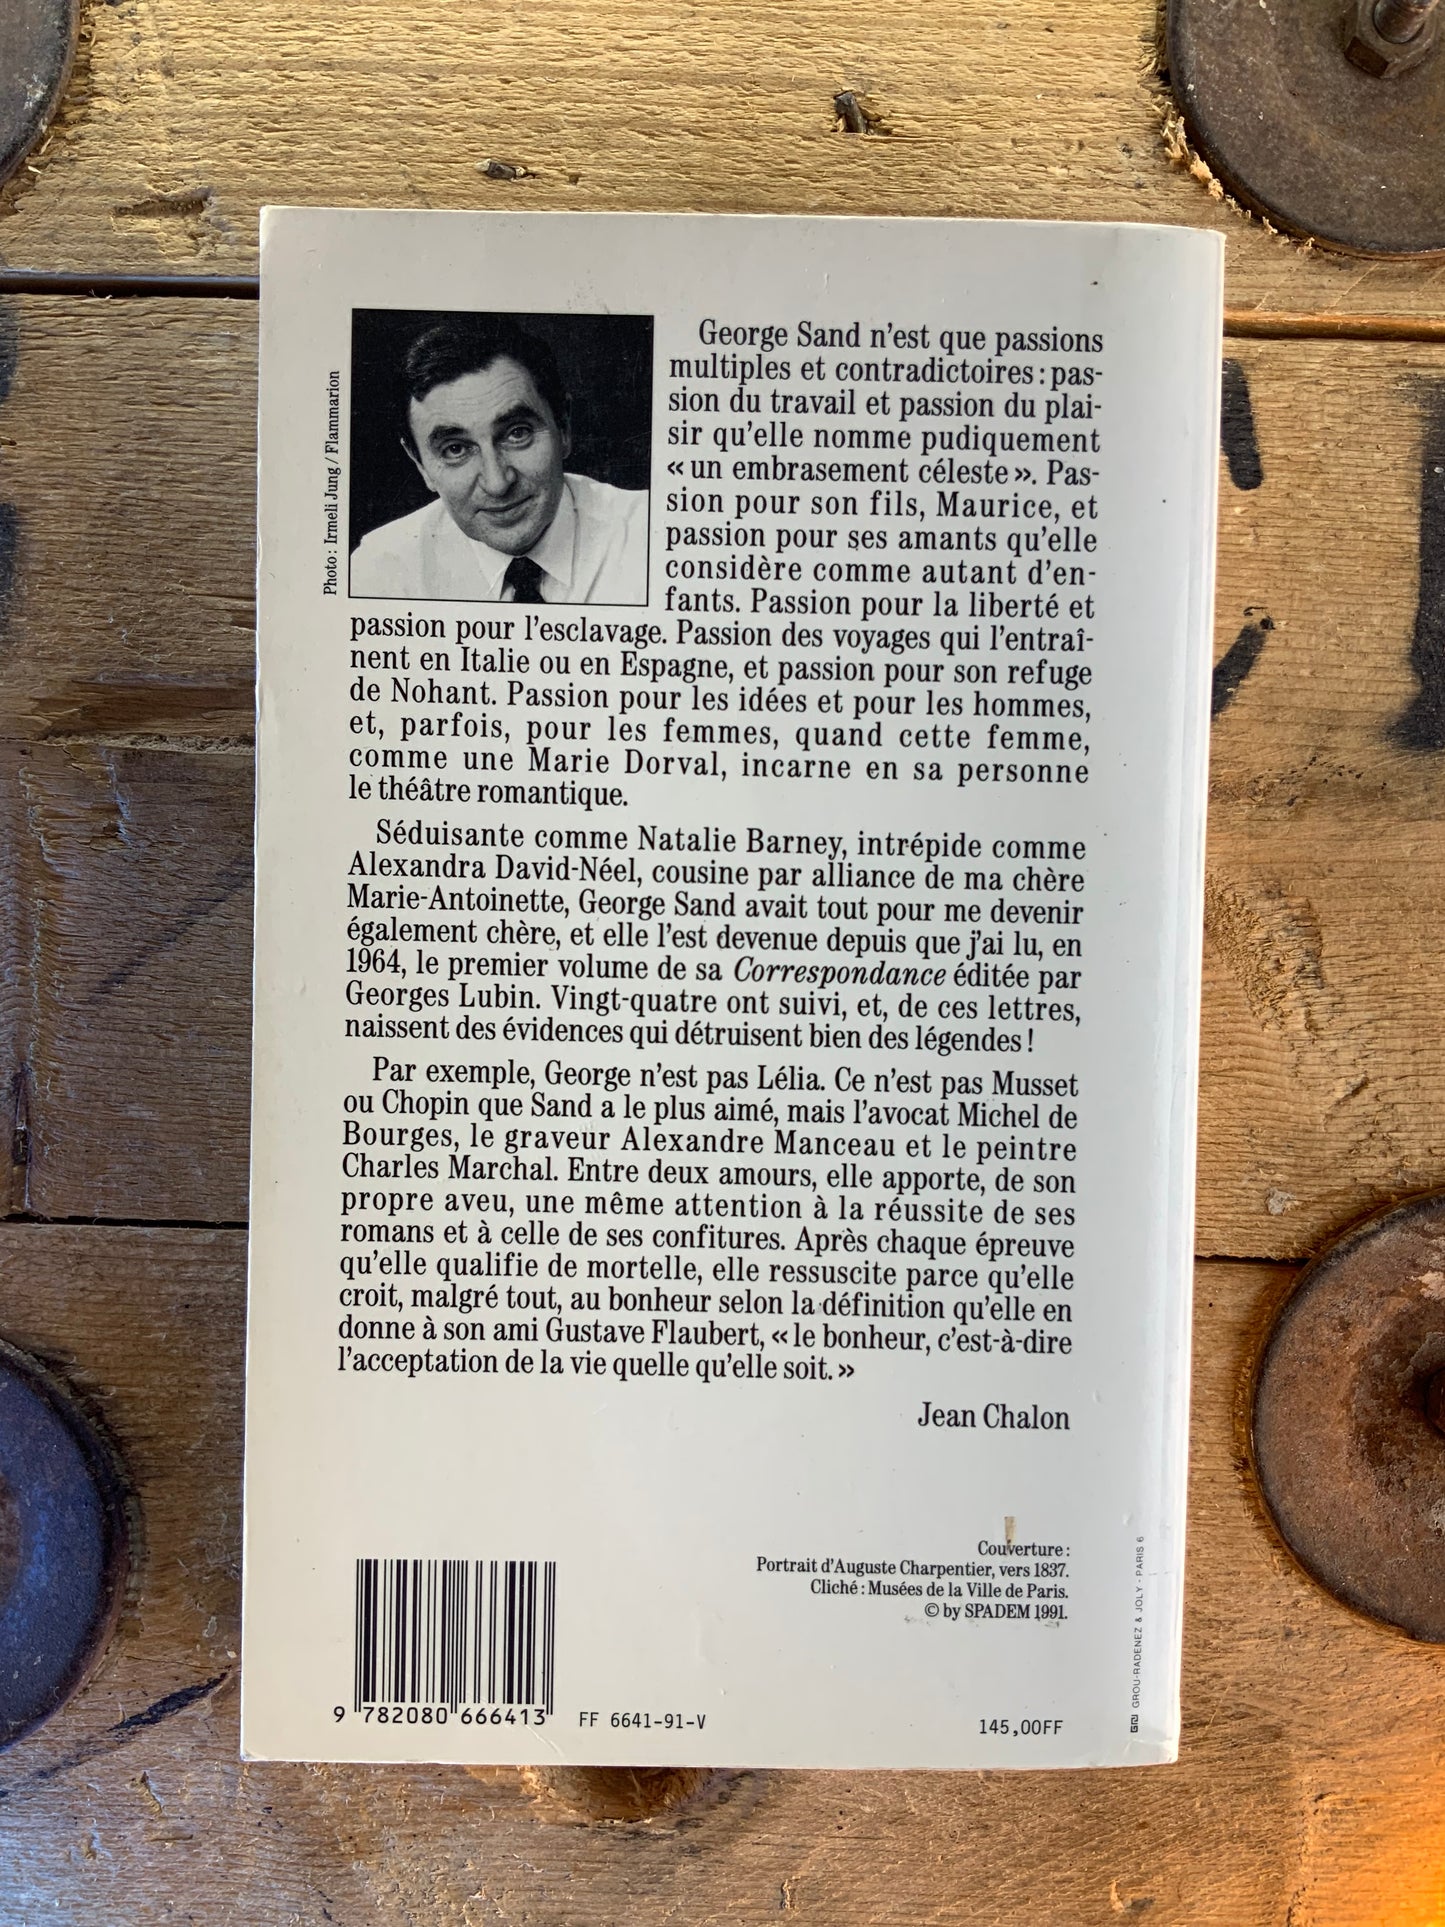 Photo : Irmeli Jung / Flammarion
George Sand n'est que passions
multiples et contradictoires : pas-
sion du travail et passion du plai-
sir qu'elle nomme pudiquement
« un embrasement céleste ». Pas-
sion pour son fils, Maurice, et
passion pour ses amants qu'elle
considère comme autant d'en-
fants. Passion pour la liberté et
passion pour l'esclavage. Passion des voyages qui l'entraî-
nent en Italie ou en Espagne, et passion pour son refuge
de Nohant. Passion pour les idées et pour les hommes,
et, parfois, pour les femmes, quand cette femme,
comme une Marie Dorval, incarne en sa personne
le théâtre romantique.
Séduisante comme Natalie Barney, intrépide comme
Alexandra David-Néel, cousine par alliance de ma chère
Marie-Antoinette, George Sand avait tout pour me devenir
également chère, et elle l'est devenue depuis que j'ai lu, en
1964, le premier volume de sa Correspondance éditée par
Georges Lubin. Vingt-quatre ont suivi, et, de ces lettres,
naissent des évidences qui détruisent bien des légendes !
Par exemple, George n'est pas Lélia. Ce n'est pas Musset
ou Chopin que Sand a le plus aimé, mais l'avocat Michel de
Bourges, le graveur Alexandre Manceau et le peintre
Charles Marchal. Entre deux amours, elle apporte, de son
propre aveu, une même attention à la réussite de ses
romans et à celle de ses confitures. Après chaque épreuve
qu'elle qualifie de mortelle, elle ressuscite parce qu'elle
croit, malgré tout, au bonheur selon la définition qu'elle en
donne à son ami Gustave Flaubert, « le bonheur, c'est-à-dire
l'acceptation de la vie quelle qu'elle soit. »
Jean Chalon
Couverture :
Portrait d'Auguste Charpentier, vers 1837.
Cliché : Musées de la Ville de Paris.
© by SPADEM 1991.
GROU-RADENEZ & JOLY - PARIS 6
9 782080 666413
FF 6641-91-V
145,00FF